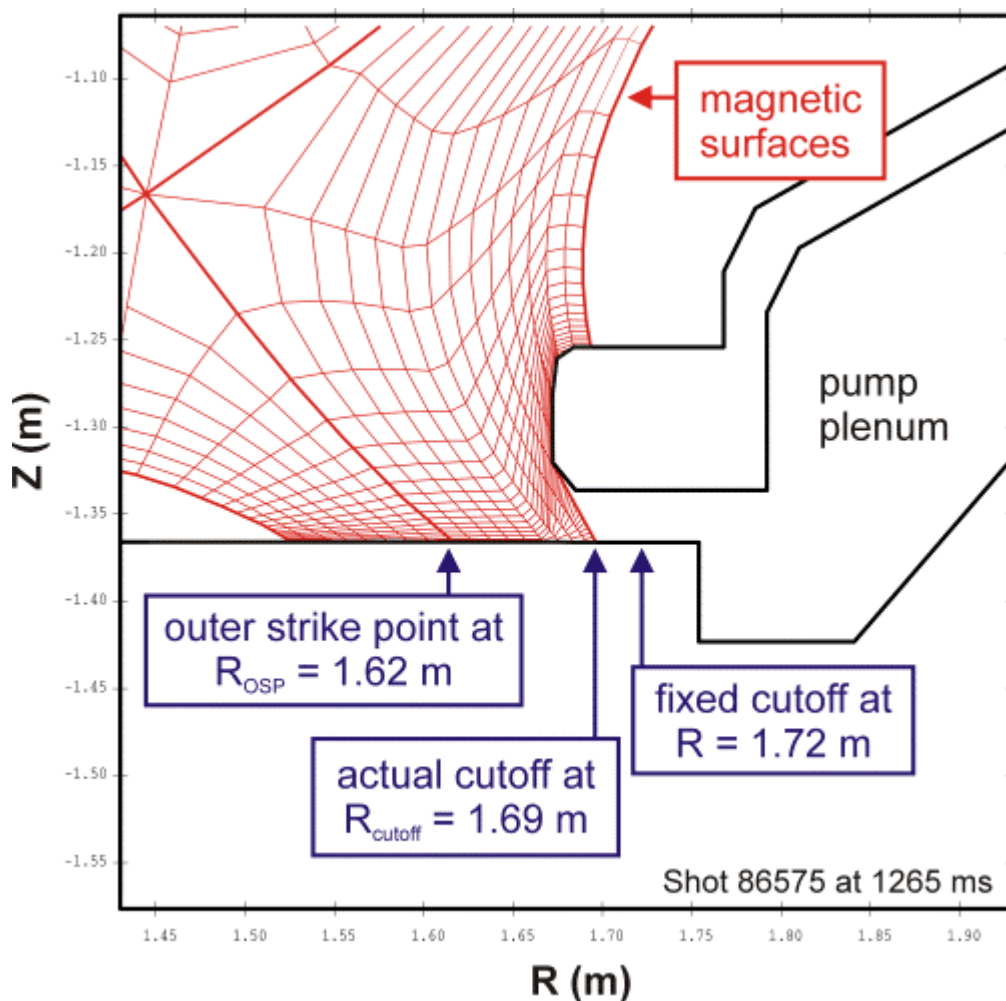 magnetic
surfaces
-1.10
-1.15
-1.20
-1.25
-1.30
-1.35
-1.40
-1.45
-1.50
-1.55
Z (m)
pump
plenum
outer strike point at
R_OSP = 1.62 m
fixed cutoff at
R = 1.72 m
actual cutoff at
R_cutoff = 1.69 m
Shot 86575 at 1265 ms
1.45 1.50 1.55 1.60 1.65 1.70 1.75 1.80 1.85 1.90
R (m)